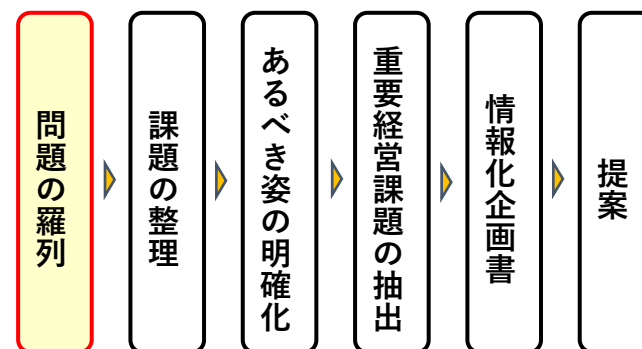 問題の羅列
課題の整理
あるべき姿の明確化
重要経営課題の抽出
情報化企画書
提案